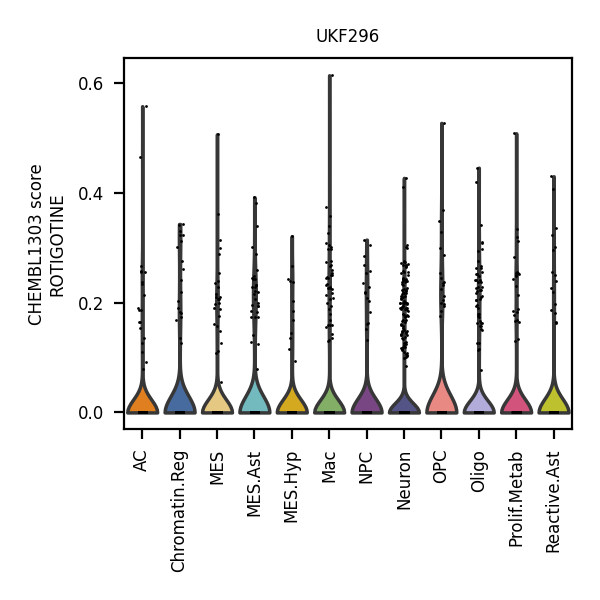 UKF296
CHEMBL1303 score
ROTIGOTINE
0.6
0.4
0.2
0.0
AC
Chromatin.Reg
MES
MES.Ast
MES.Hyp
Mac
NPC
Neuron
OPC
Oligo
Prolif.Metab
Reactive.Ast